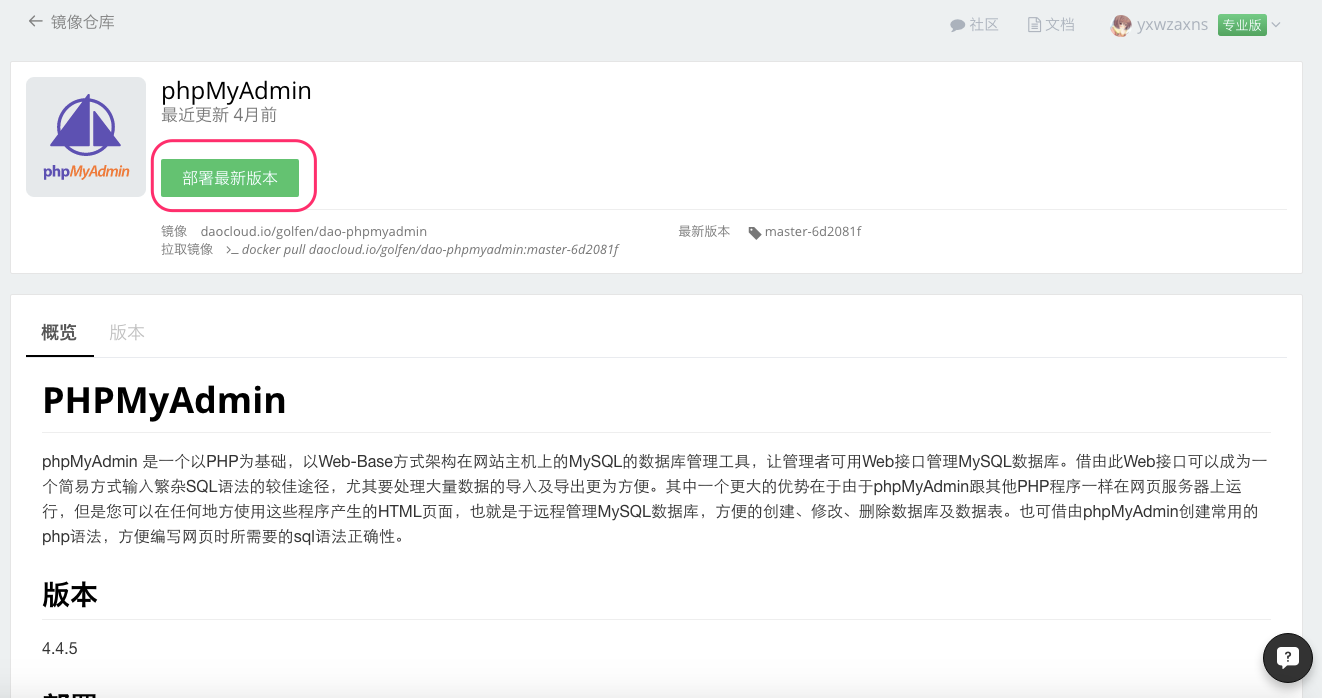 镜像仓库
社区
文档
yxwzaxns
专业版
phpMyAdmin
最近更新 4月前
phpMyAdmin
部署最新版本
镜像 daocloud.io/golfen/dao-phpmyadmin
最新版本 master-6d2081f
拉取镜像 >_ docker pull daocloud.io/golfen/dao-phpmyadmin:master-6d2081f
概览
版本
PHPMyAdmin
phpMyAdmin 是一个以PHP为基础，以Web-Base方式架构在网站主机上的MySQL的数据库管理工具，让管理者可用Web接口管理MySQL数据库。借由此Web接口可以成为一
个简易方式输入繁杂SQL语法的较佳途径，尤其要处理大量数据的导入及导出更为方便。其中一个更大的优势在于由于phpMyAdmin跟其他PHP程序一样在网页服务器上运
行，但是您可以在任何地方使用这些程序产生的HTML页面，也就是于远程管理MySQL数据库，方便的创建、修改、删除数据库及数据表。也可借由phpMyAdmin创建常用的
php语法，方便编写网页时所需要的sql语法正确性。
版本
4.4.5
部署